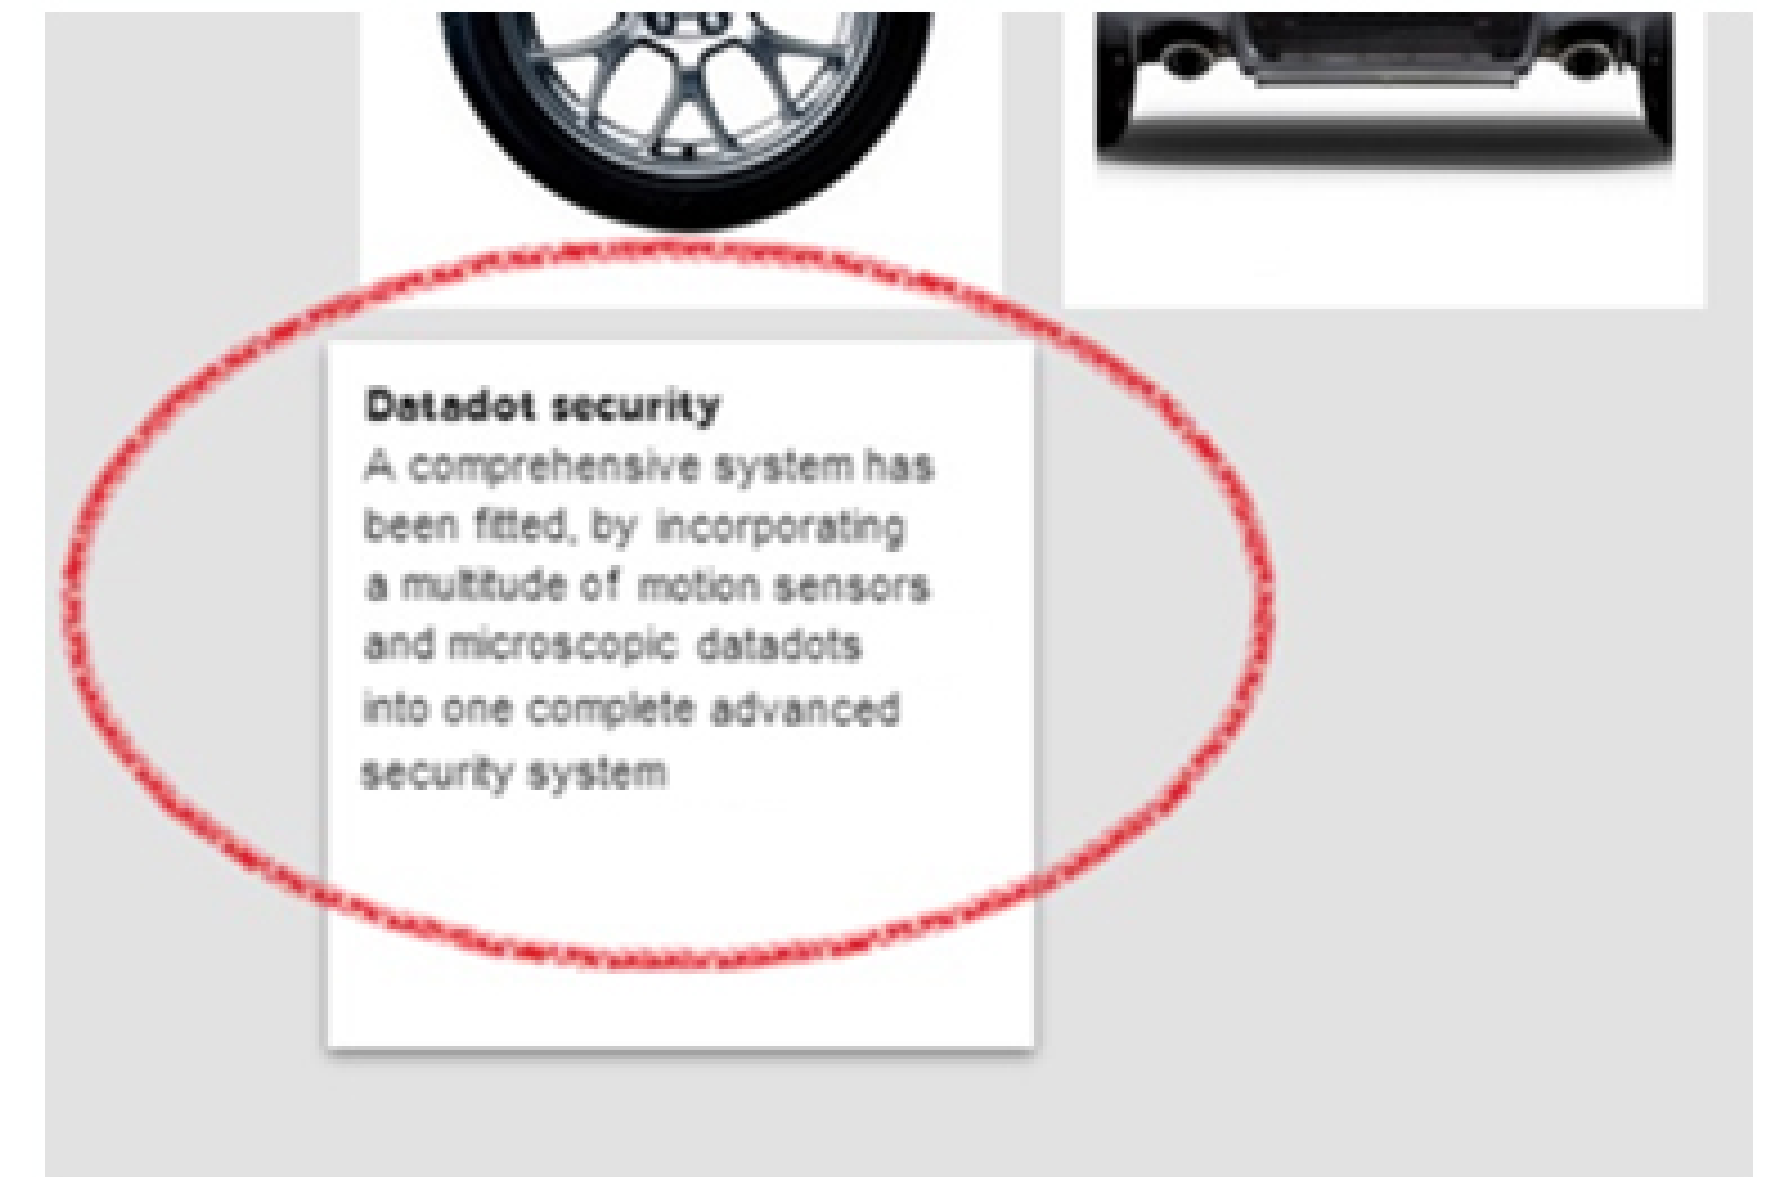 Datadot security
A comprehensive system has
been fitted, by incorporating
a multitude of motion sensors
and microscopic datadots
into one complete advanced
security system